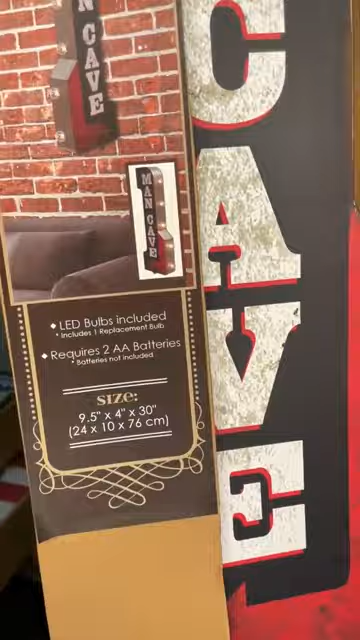 N CAVE
MAN CAVE
LED Bulbs included
* Includes 1 Replacement Bulb
Requires 2 AA Batteries
* Batteries not included
SIZE:
9.5" x 4" x 30"
(24 x 10 x 76 cm)
CAVE